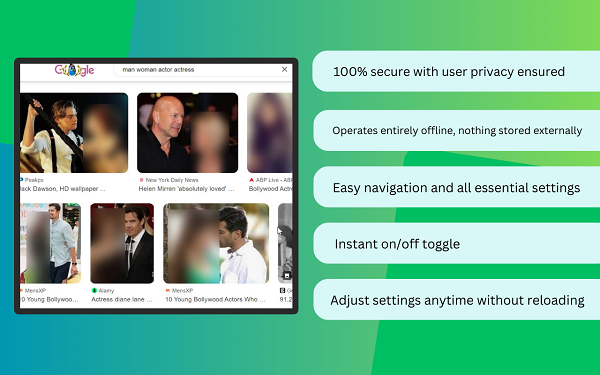 Google
man woman actor actress
Peakpx
Jack Dawson, HD wallpaper ...
New York Daily News
Helen Mirren 'absolutely loved' ...
ABP Live - ABP
Bollywood Actre
MensXP
10 Young Bollywoo...
Alamy
Actress diane lane ...
MensXP
10 Young Bollywood Actors Who ...
91,2
100% secure with user privacy ensured
Operates entirely offline, nothing stored externally
Easy navigation and all essential settings
Instant on/off toggle
Adjust settings anytime without reloading